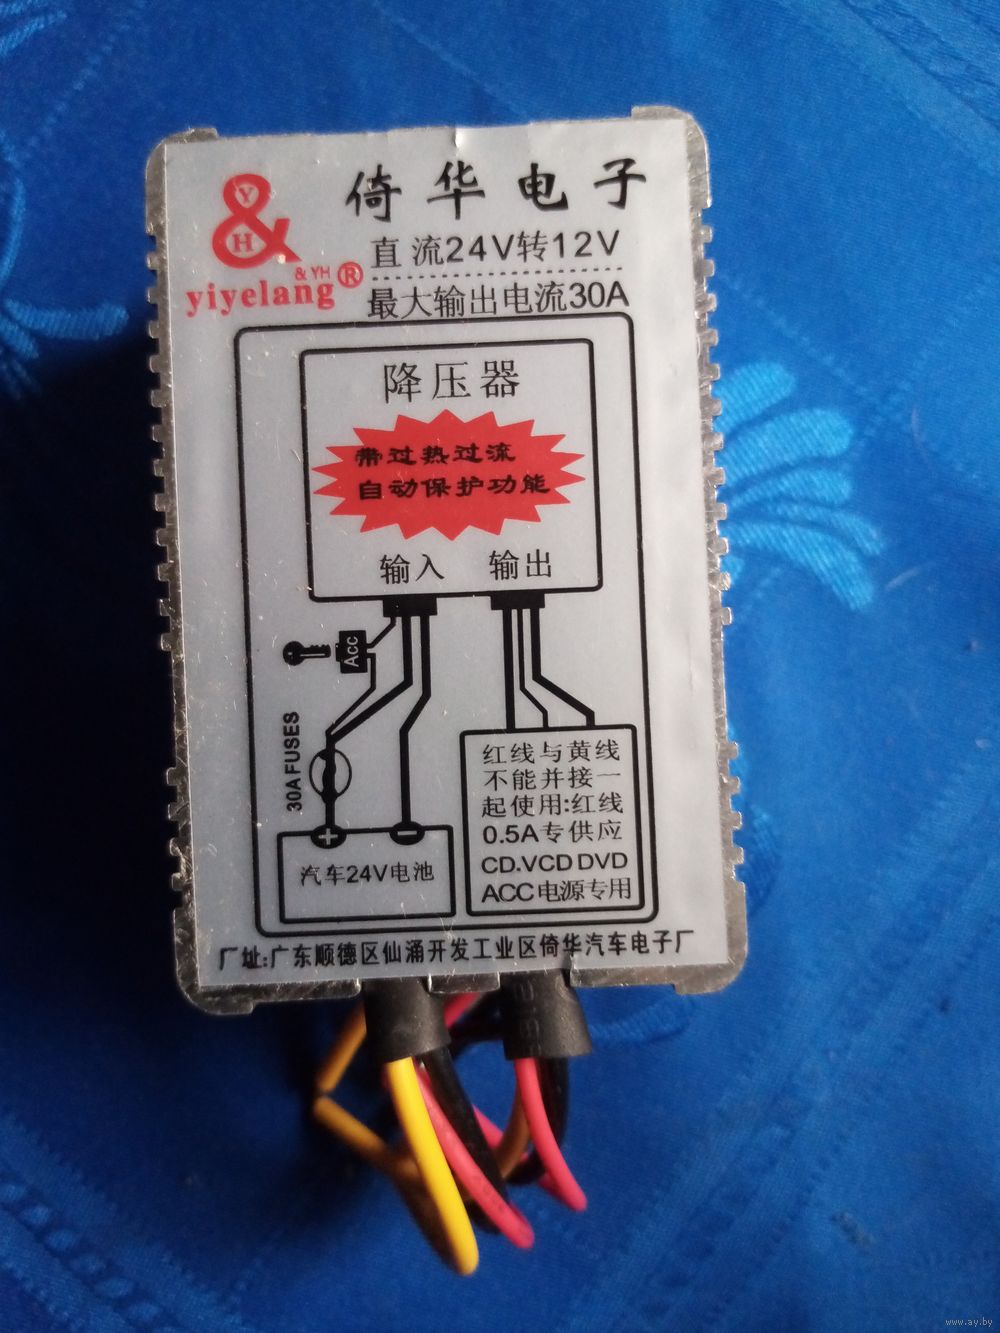 Y
H
倚华电子
直流24V转12V
& YH
yiyelang®
最大输出电流30A
降压器
带过热过流
自动保护功能
输入 输出
Acc
30A FUSES
+ −
汽车24V电池
红线与黄线
不能并接一
起使用:红线
0.5A专供应
CD.VCD DVD
ACC电源专用
厂址:广东顺德区仙涌开发工业区倚华汽车电子厂
www.ay.by